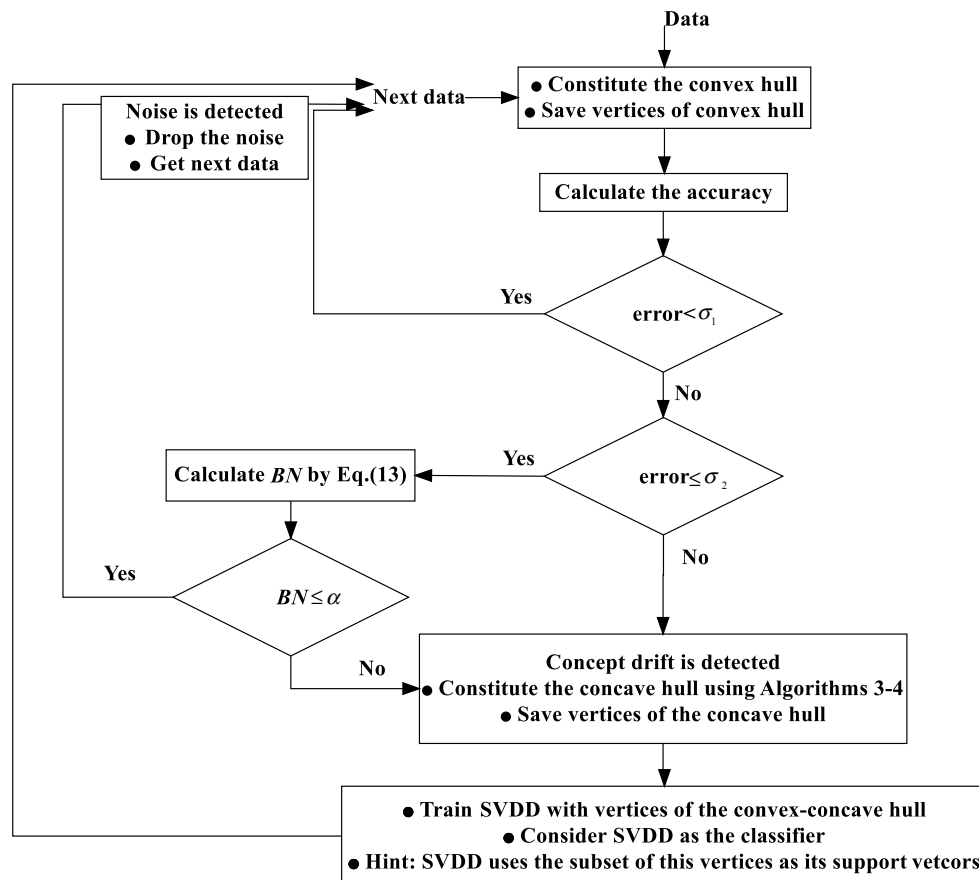 Data
● Constitute the convex hull
● Save vertices of convex hull
Next data
Noise is detected
● Drop the noise
● Get next data
Calculate the accuracy
error<σ₁
Yes
No
error≤σ₂
Yes
No
Calculate BN by Eq.(13)
BN≤α
Yes
No
Concept drift is detected
● Constitute the concave hull using Algorithms 3-4
● Save vertices of the concave hull
● Train SVDD with vertices of the convex-concave hull
● Consider SVDD as the classifier
● Hint: SVDD uses the subset of this vertices as its support vetcors